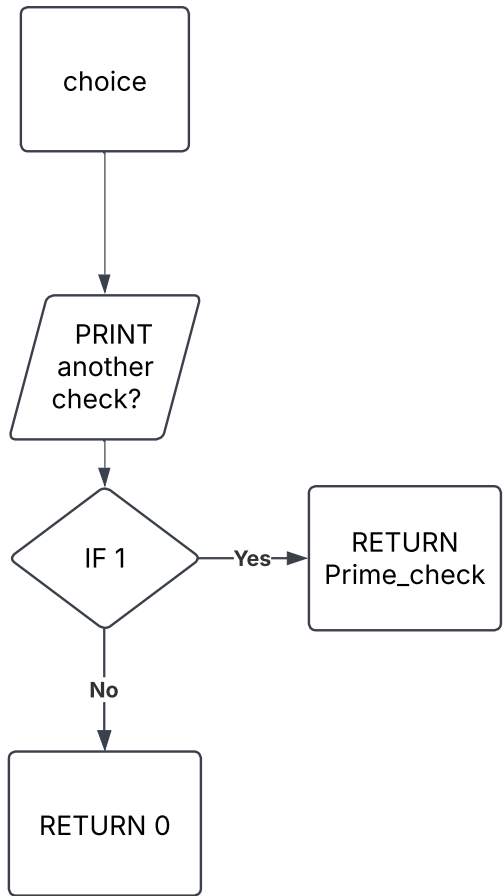 choice
PRINT
another
check?
IF 1
Yes
RETURN
Prime_check
No
RETURN 0